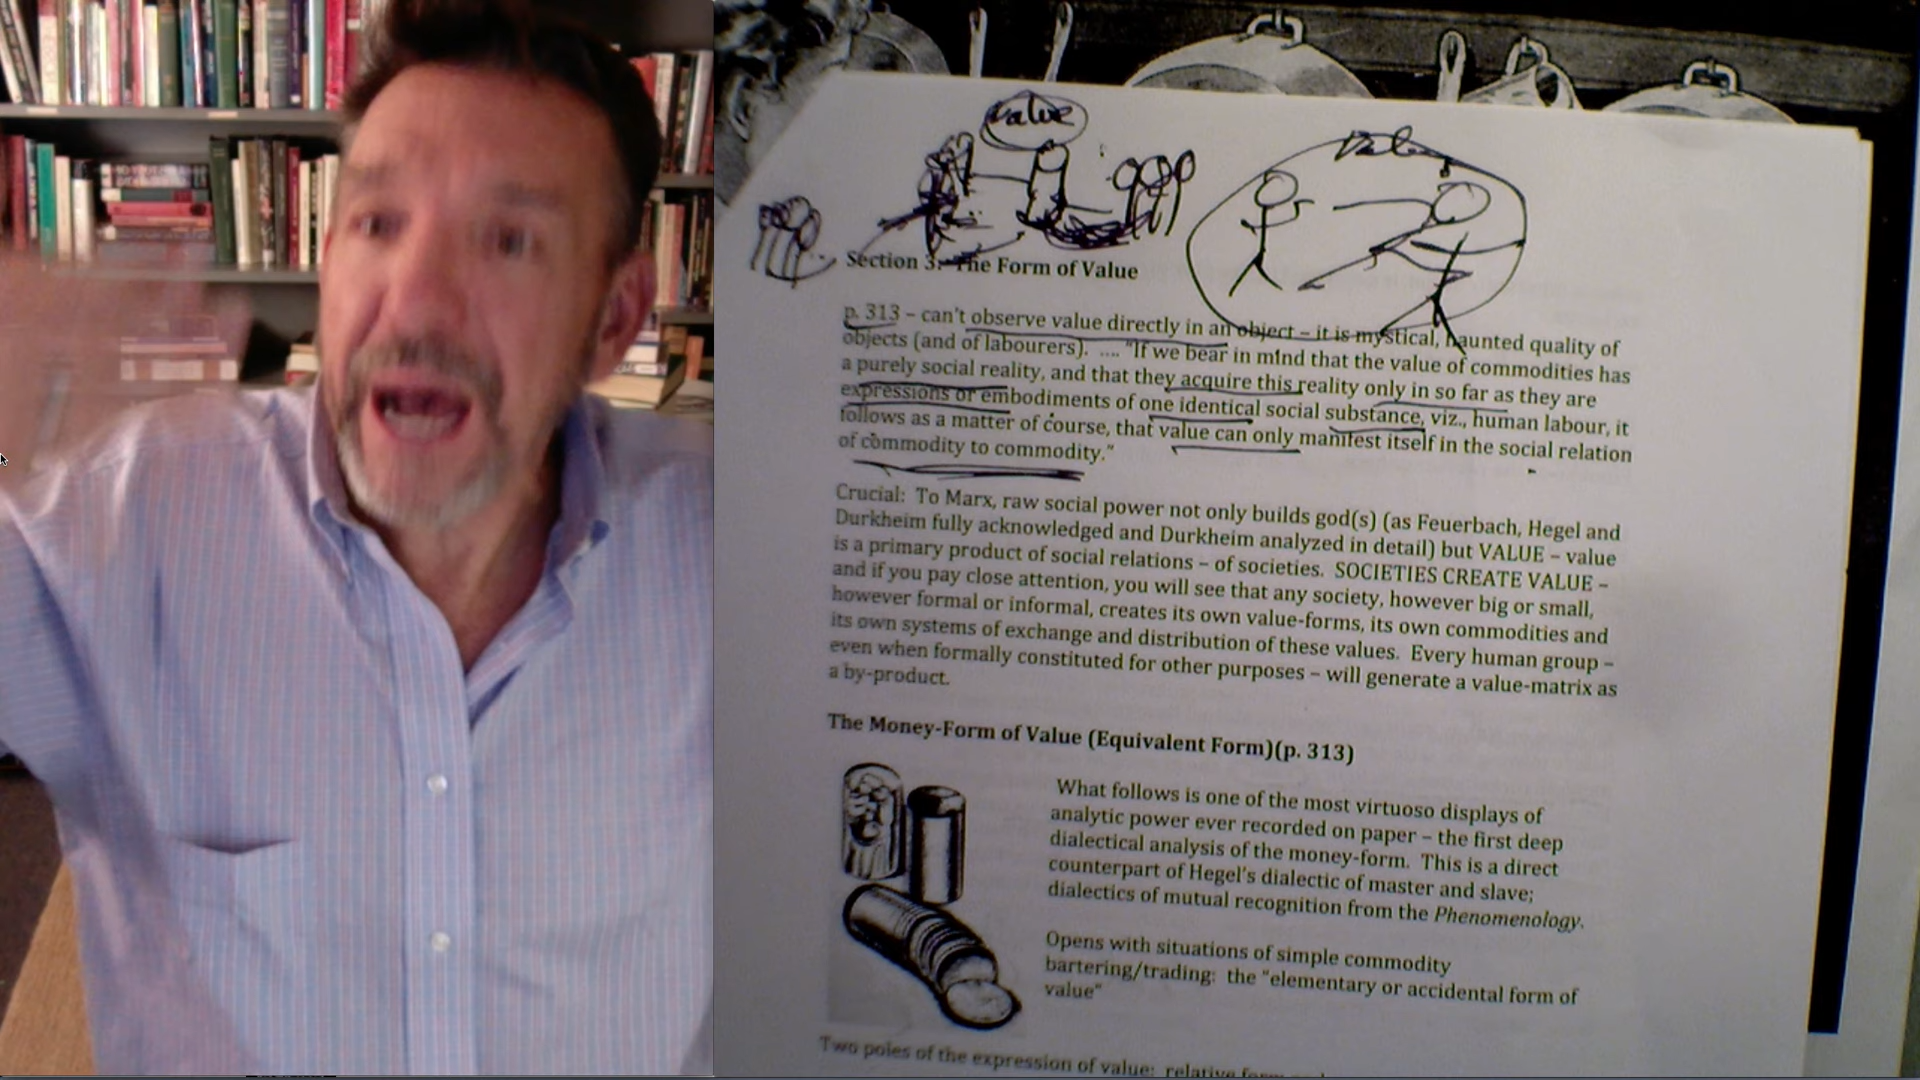 value
Value
Section 3: The Form of Value
p. 313 – can't observe value directly in an object – it is mystical, haunted quality of
objects (and of labourers). .... "If we bear in mind that the value of commodities has
a purely social reality, and that they acquire this reality only in so far as they are
expressions or embodiments of one identical social substance, viz., human labour, it
follows as a matter of course, that value can only manifest itself in the social relation
of commodity to commodity."
Crucial: To Marx, raw social power not only builds god(s) (as Feuerbach, Hegel and
Durkheim fully acknowledged and Durkheim analyzed in detail) but VALUE – value
is a primary product of social relations – of societies. SOCIETIES CREATE VALUE –
and if you pay close attention, you will see that any society, however big or small,
however formal or informal, creates its own value-forms, its own commodities and
its own systems of exchange and distribution of these values. Every human group –
even when formally constituted for other purposes – will generate a value-matrix as
a by-product.
The Money-Form of Value (Equivalent Form)(p. 313)
What follows is one of the most virtuoso displays of
analytic power ever recorded on paper – the first deep
dialectical analysis of the money-form. This is a direct
counterpart of Hegel's dialectic of master and slave;
dialectics of mutual recognition from the Phenomenology.
Opens with situations of simple commodity
bartering/trading: the "elementary or accidental form of
value"
Two poles of the expression of value: relative form